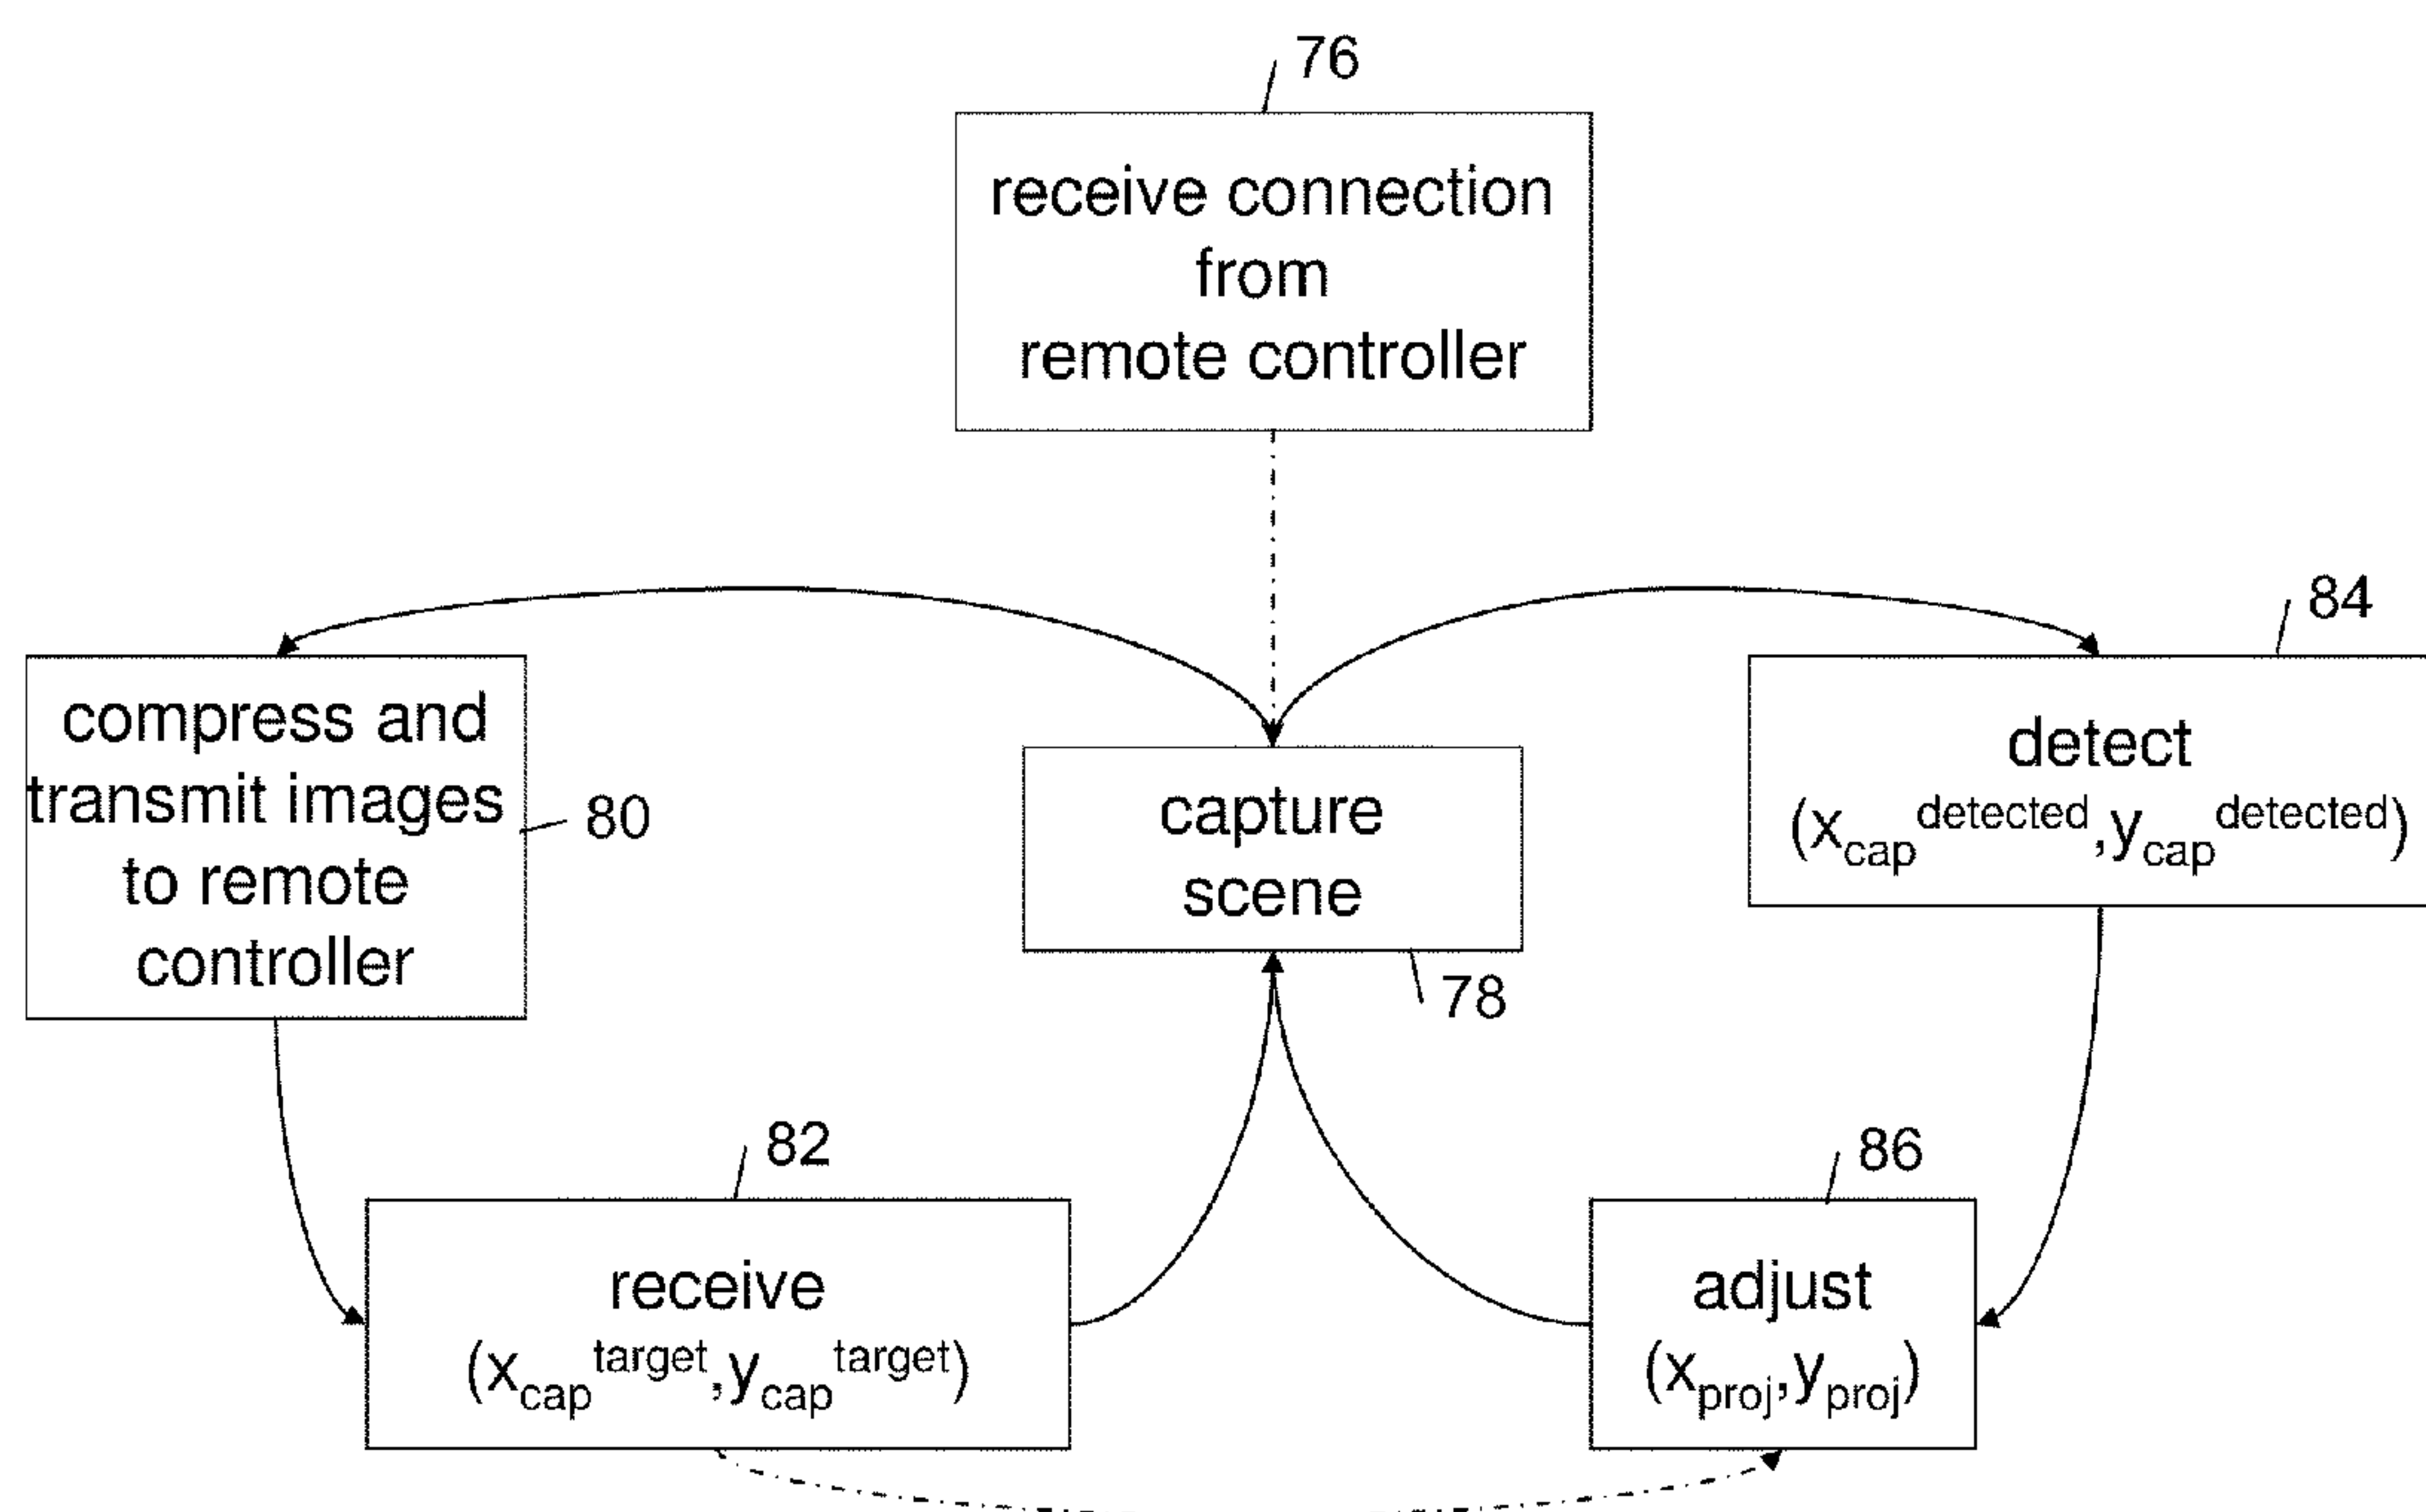 76
receive connection
from
remote controller
84
compress and
transmit images
to remote
controller
80
capture
scene
78
detect
(x_cap^detected,y_cap^detected)
82
receive
(x_cap^target,y_cap^target)
86
adjust
(x_proj,y_proj)